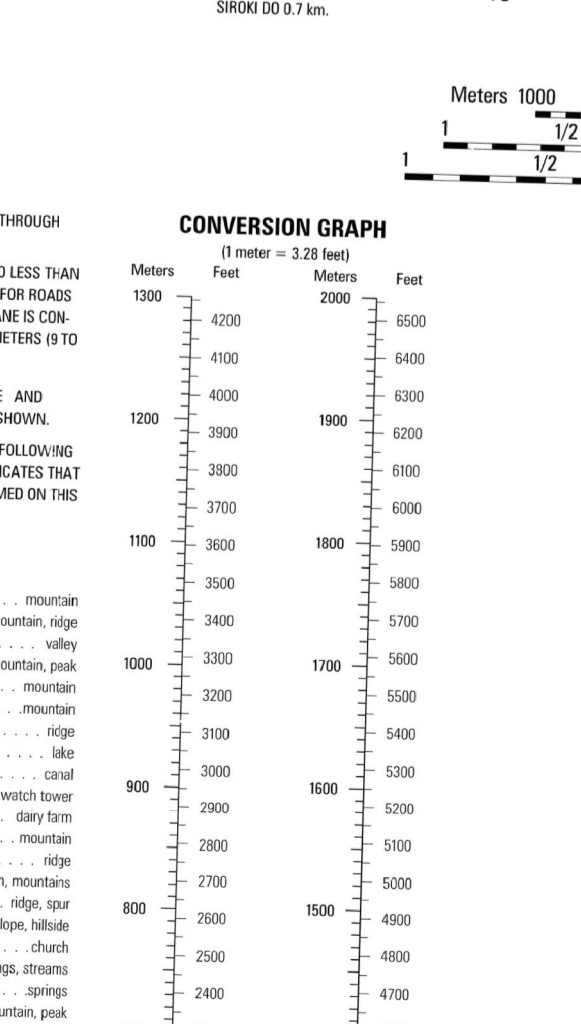 SIROKI DO 0.7 km.
Meters 1000
1 1/2
1 1/2
THROUGH
O LESS THAN
FOR ROADS
ANE IS CON-
METERS (9 TO
E AND
SHOWN.
FOLLOWING
ICATES THAT
MED ON THIS
. . mountain
ountain, ridge
. . . . valley
ountain, peak
. . mountain
. .mountain
. . . . ridge
. . . . lake
. . . . canal
watch tower
. dairy farm
. . mountain
. . . . ridge
n, mountains
. ridge, spur
lope, hillside
. . . church
ngs, streams
. . .springs
untain, peak
CONVERSION GRAPH
(1 meter = 3.28 feet)
Meters Feet
1300
4200
4100
4000
1200
3900
3800
3700
1100
3600
3500
3400
1000
3300
3200
3100
3000
900
2900
2800
2700
800
2600
2500
2400
Meters Feet
2000
6500
6400
6300
1900
6200
6100
6000
1800
5900
5800
5700
1700
5600
5500
5400
5300
1600
5200
5100
5000
1500
4900
4800
4700